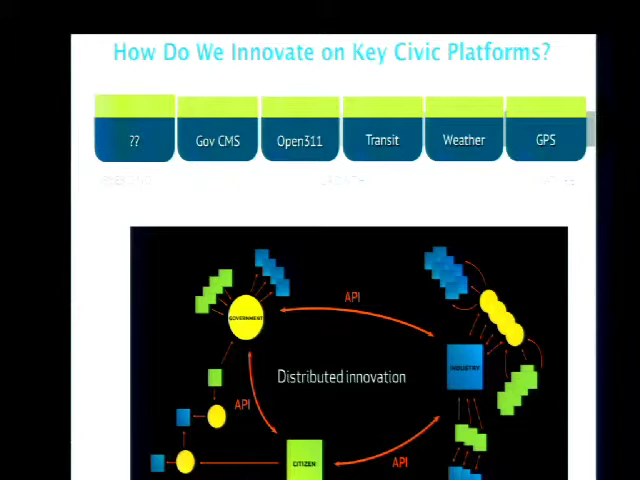 How Do We Innovate on Key Civic Platforms?
?? Gov CMS Open311 Transit Weather GPS
API
GOVERNMENT
INDUSTRY
Distributed innovation
API
CITIZEN
API